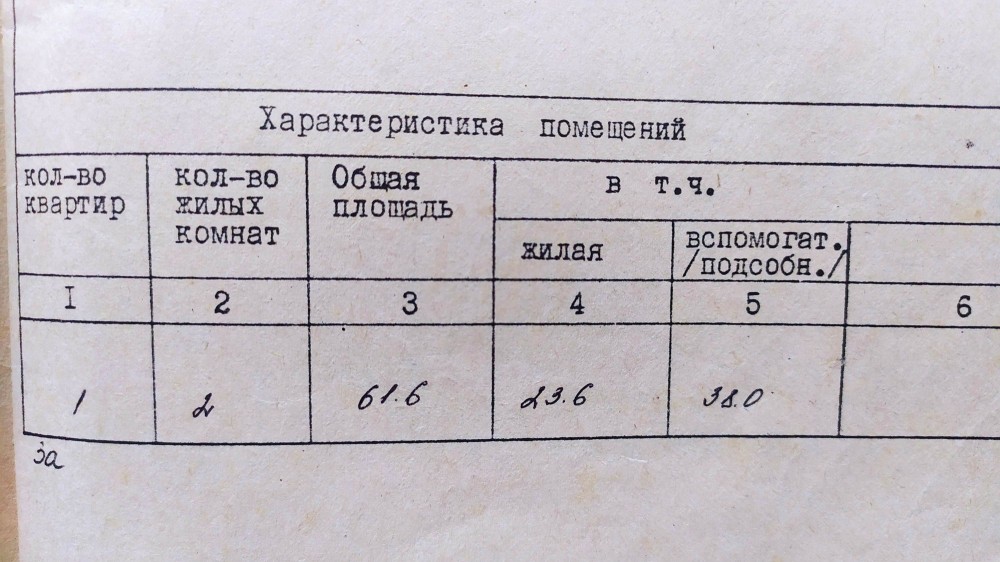 Характеристика помещений
кол-во
квартир
кол-во
жилых
комнат
Общая
площадь
в т.ч.
жилая
вспомогат.
/подсобн./
I 2 3 4 5 6
1 2 61.6 23.6 38.0
за